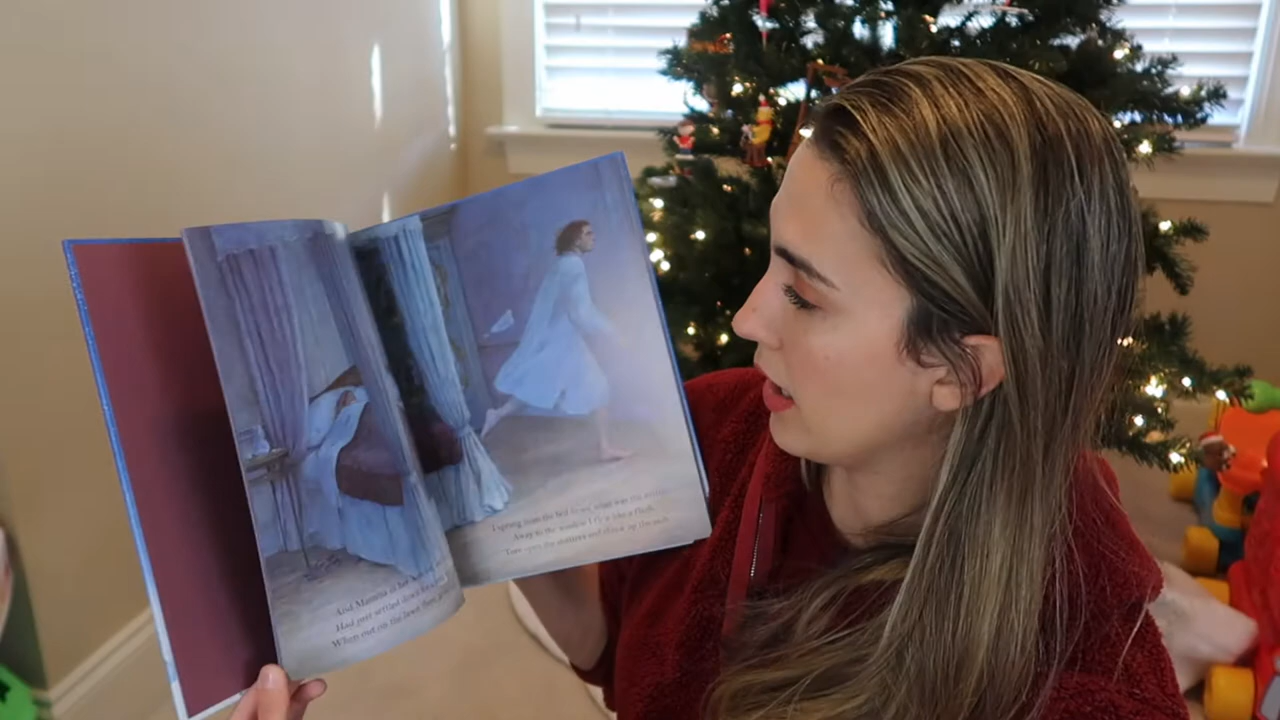 And Mamma in her
Had just settled down for a
When out on the lawn there
I sprang from the bed to see what was the matter.
Away to the window I flew like a flash,
Tore open the shutters and threw up the sash.